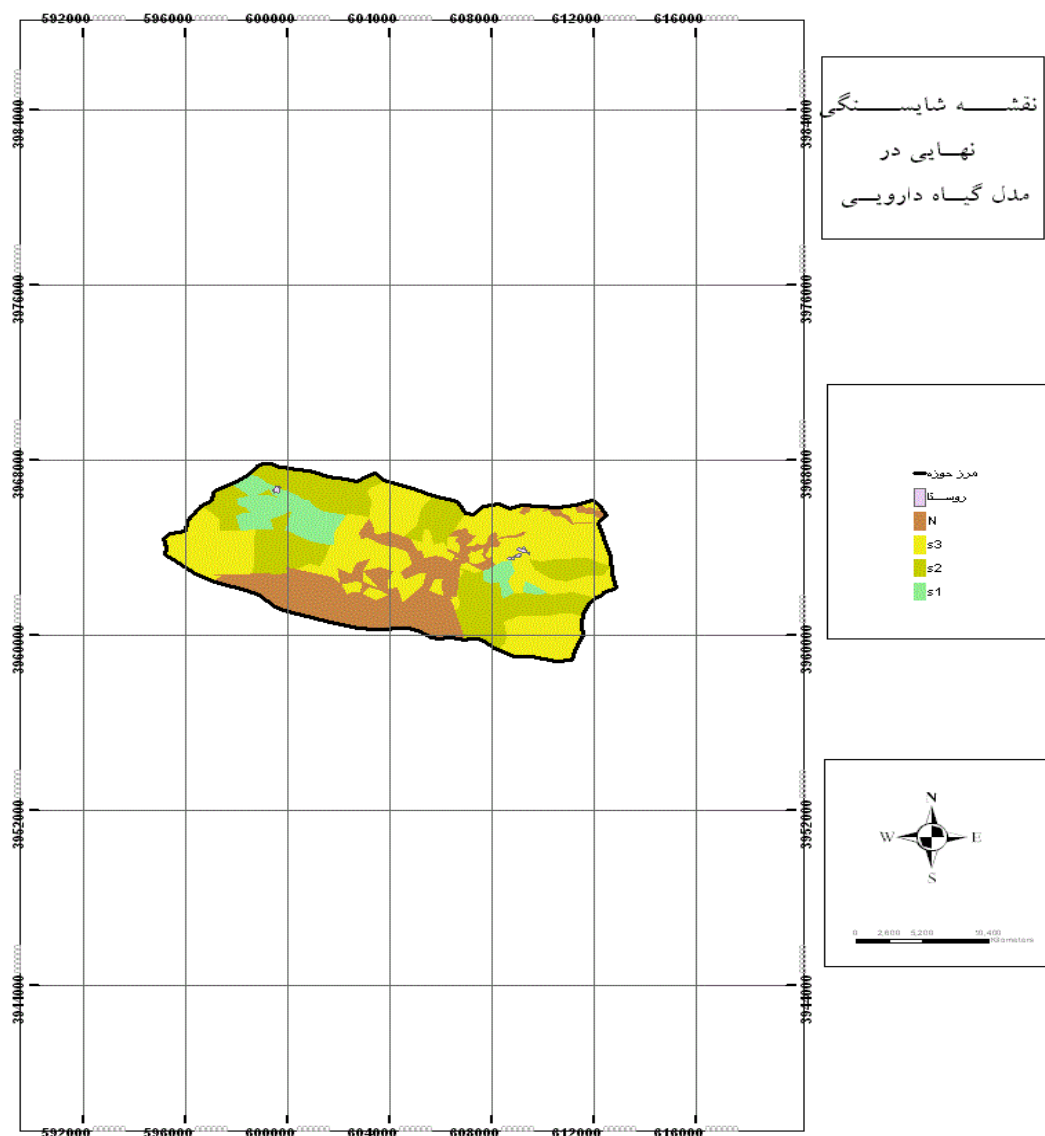 592000 596000 600000 604000 608000 612000 616000
نقشه شایستگی
نهایی در
مدل گیاه دارویی
3984000 3984000
3976000 3976000
3968000 3968000
3960000 3960000
3952000 3952000
3944000 3944000
مرز حوزه
روستا
N
s3
s2
s1
N
W E
S
0 2,600 5,200 10,400
Kilometers
592000 596000 600000 604000 608000 612000 616000